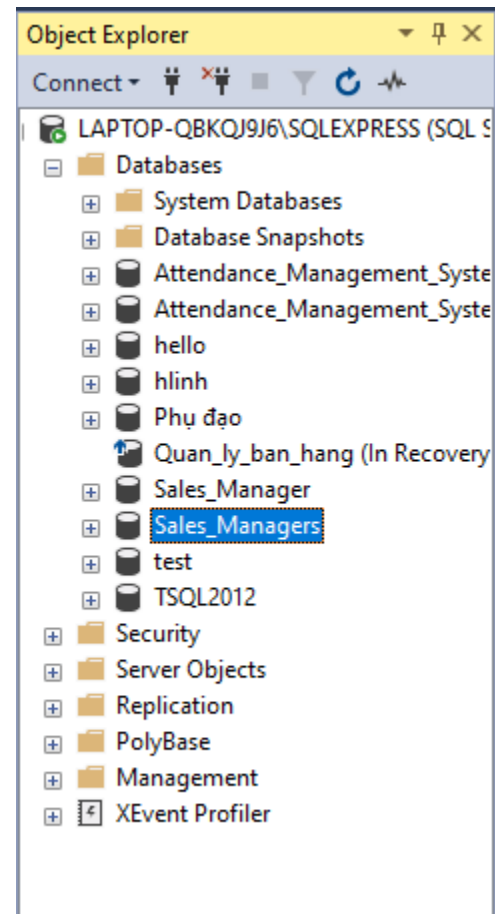 Object Explorer
Connect
LAPTOP-QBKQJ9J6\SQLEXPRESS (SQL S
Databases
System Databases
Database Snapshots
Attendance_Management_Syste
Attendance_Management_Syste
hello
hlinh
Phụ đạo
Quan_ly_ban_hang (In Recovery
Sales_Manager
Sales_Managers
test
TSQL2012
Security
Server Objects
Replication
PolyBase
Management
XEvent Profiler